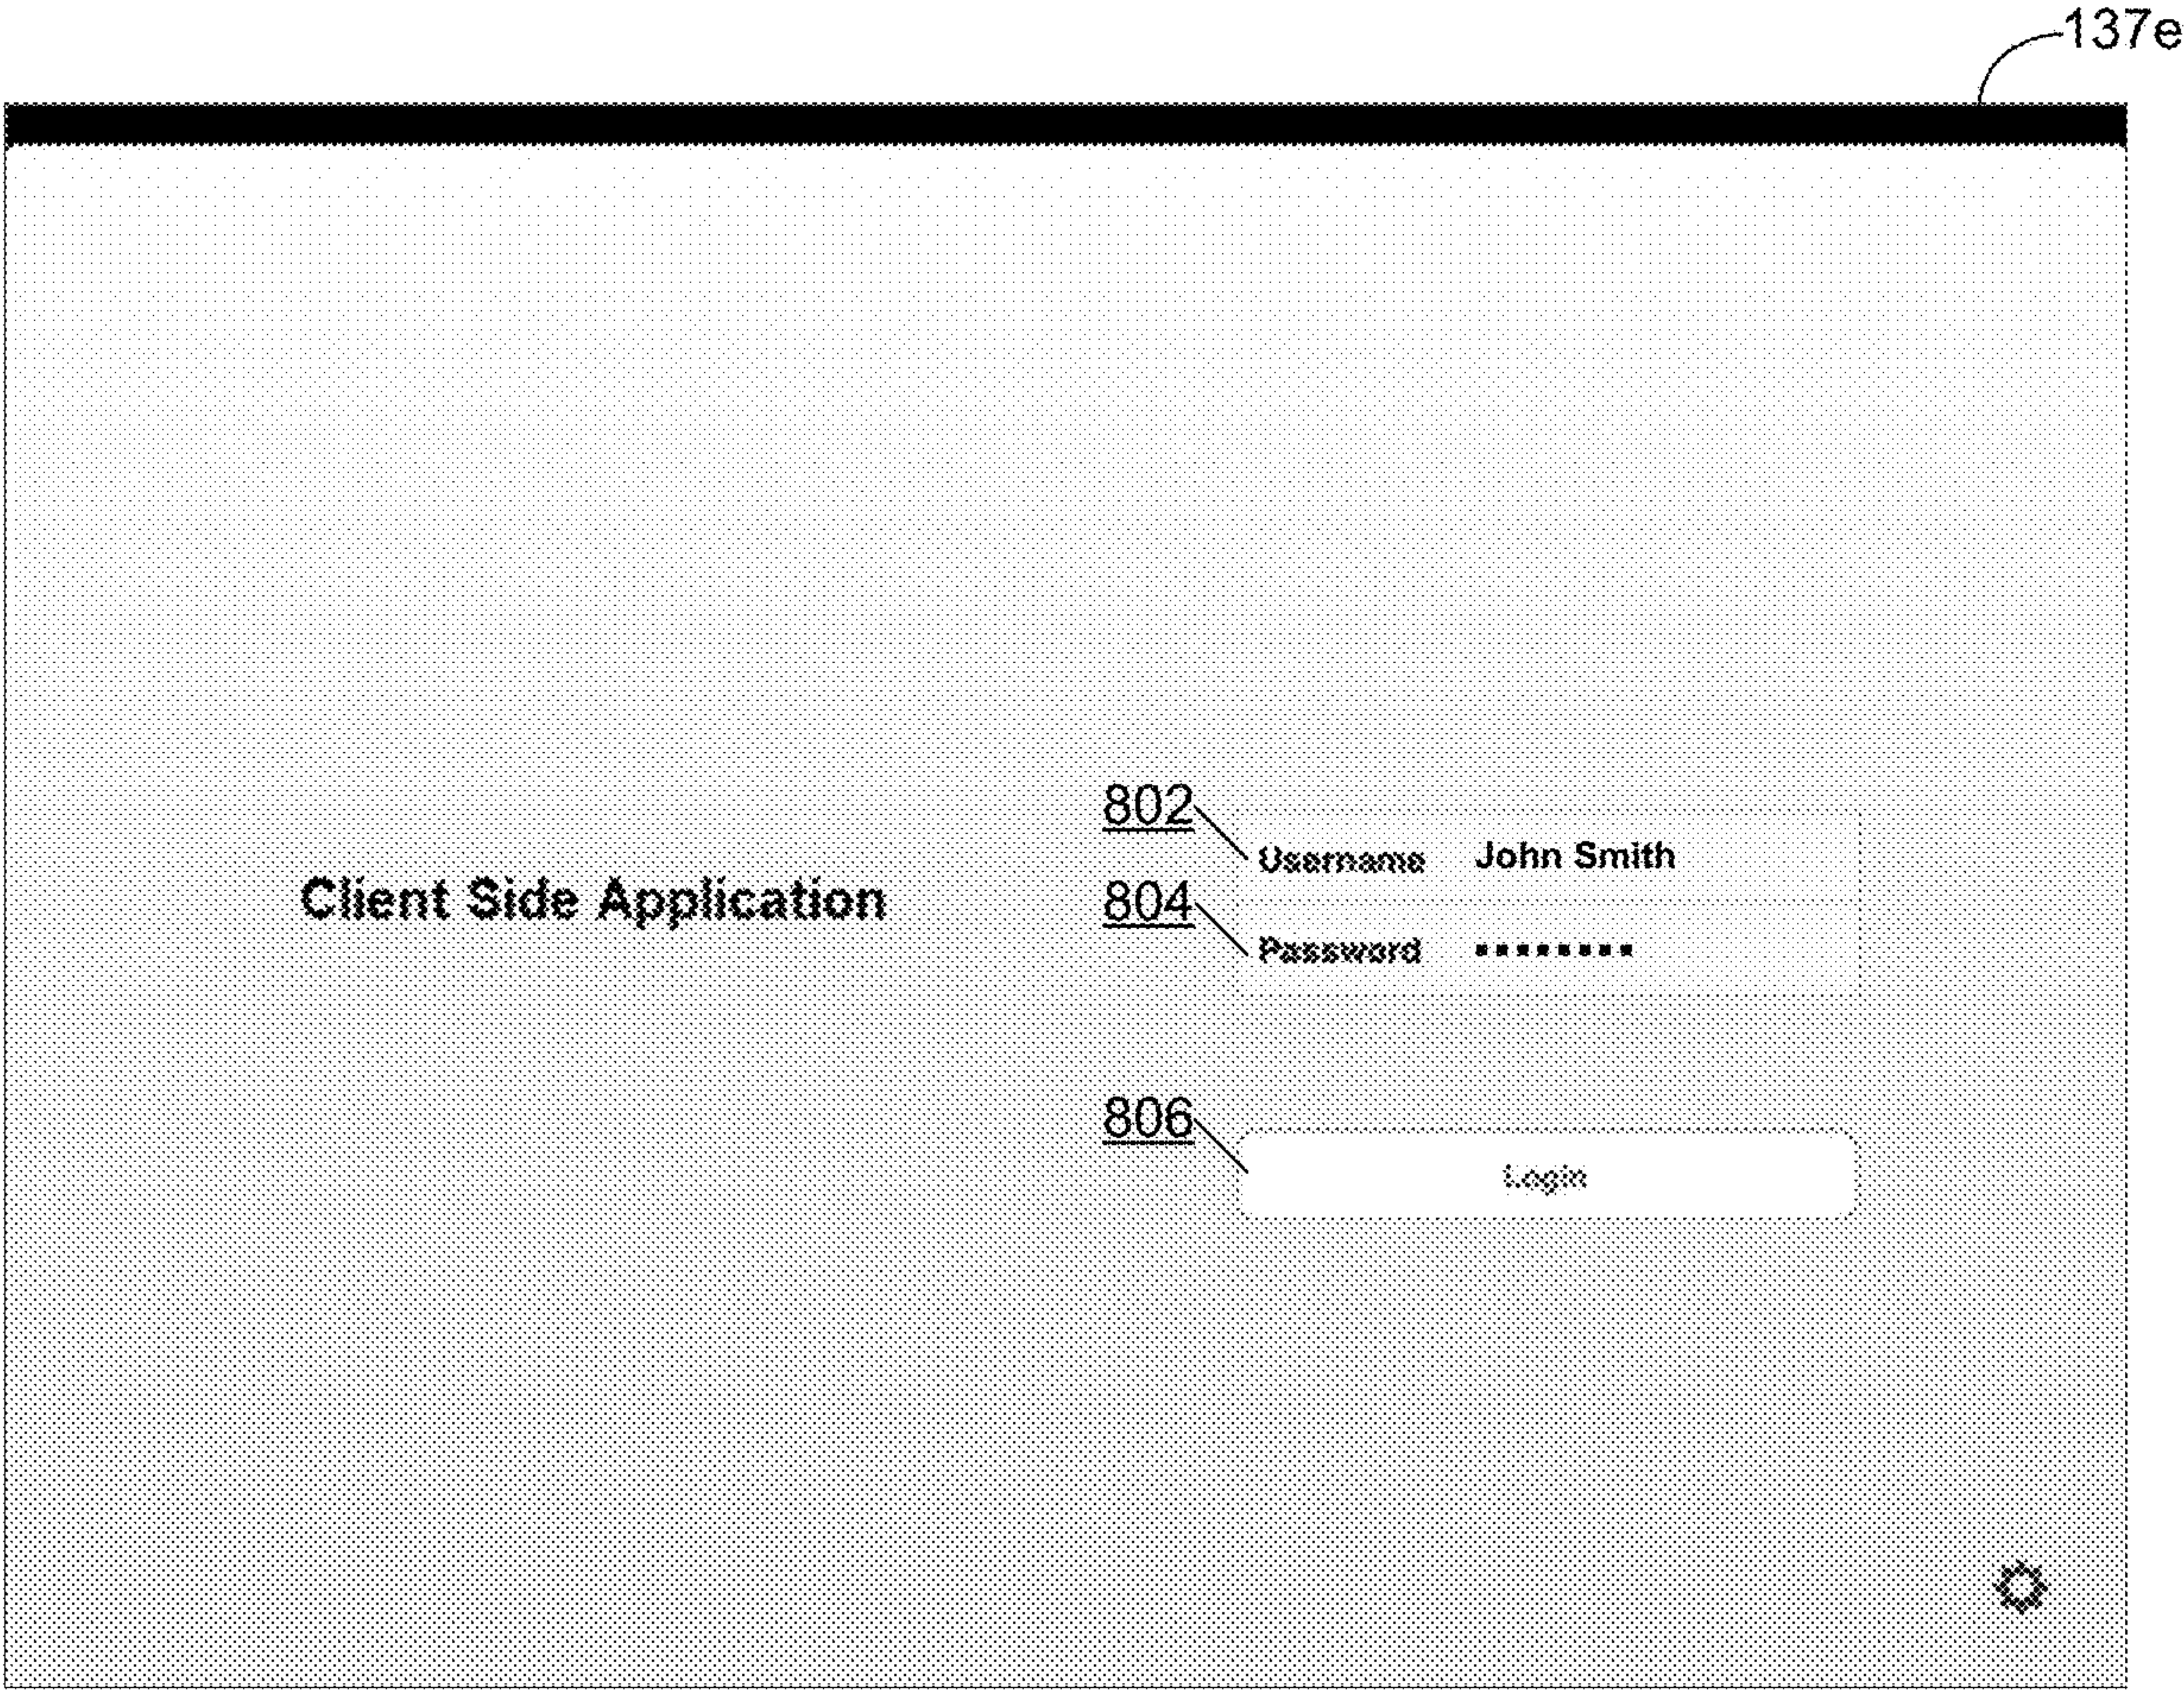 137e
802
Username John Smith
Client Side Application
804
Password ▪▪▪▪▪▪▪▪
806
Login